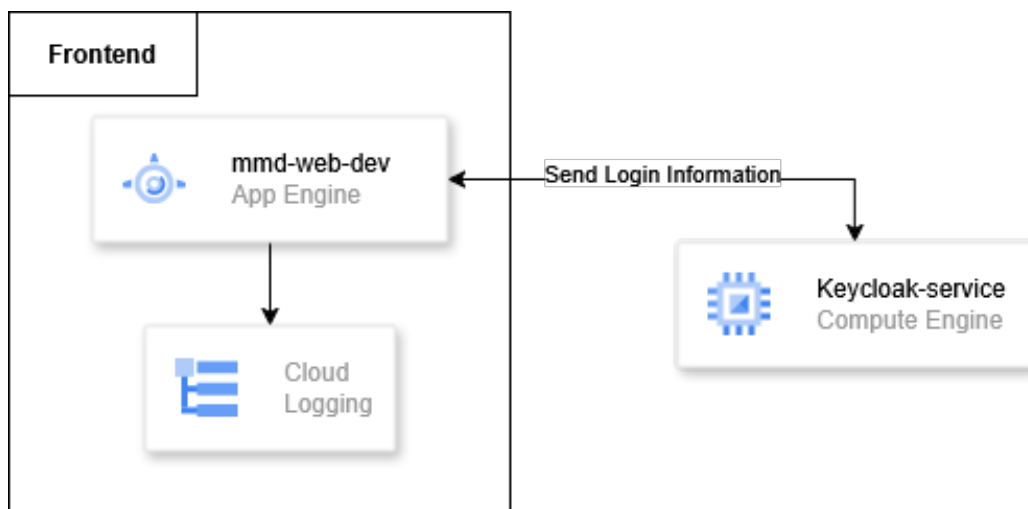 Frontend
mmd-web-dev
App Engine
Send Login Information
Keycloak-service
Compute Engine
Cloud
Logging